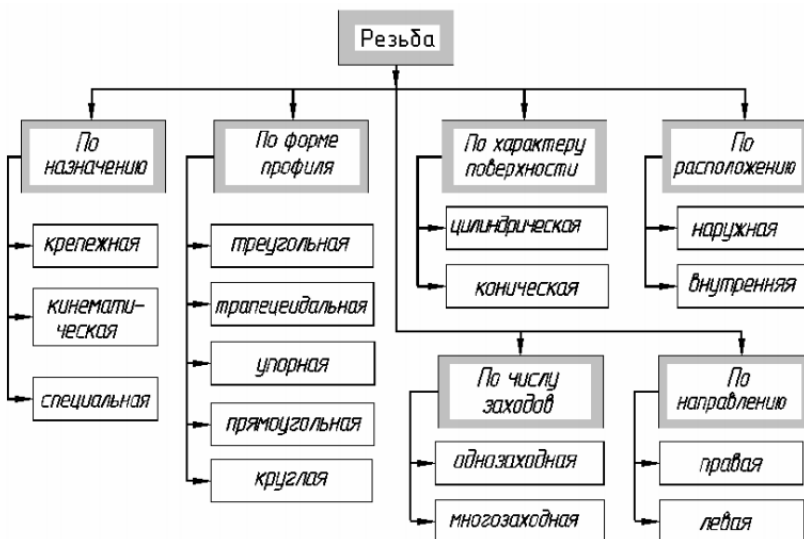 Резьба
По
назначению
крепежная
кинемати-
ческая
специальная
По форме
профиля
треугольная
трапецеидальная
упорная
прямоугольная
круглая
По характеру
поверхности
цилиндрическая
коническая
По
расположению
наружная
внутренняя
По числу
заходов
однозаходная
многозаходная
По
направлению
правая
левая